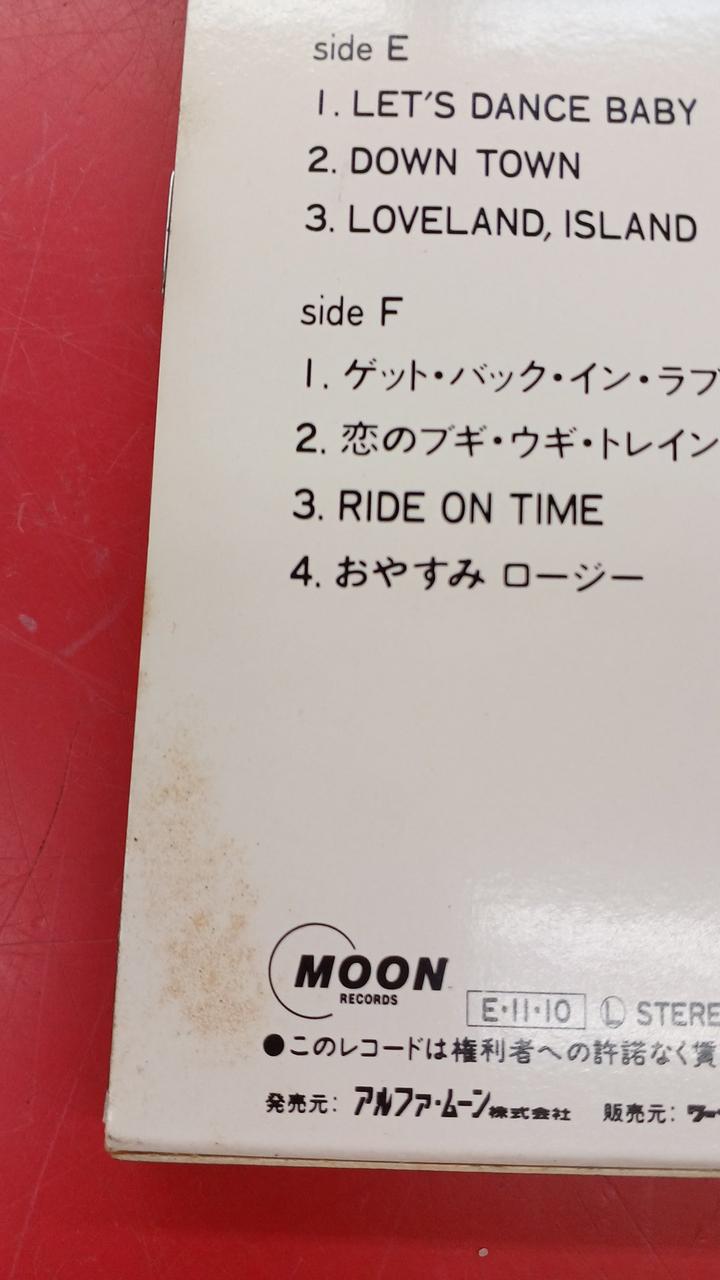 side E
1. LET'S DANCE BABY
2. DOWN TOWN
3. LOVELAND, ISLAND
side F
1. ゲット・バック・イン・ラブ
2. 恋のブギ・ウギ・トレイン
3. RIDE ON TIME
4. おやすみ ロージー
MOON
RECORDS
E・11・10 Ⓛ STERE
●このレコードは権利者への許諾なく賃
発売元: アルファ・ムーン株式会社 販売元: ワー